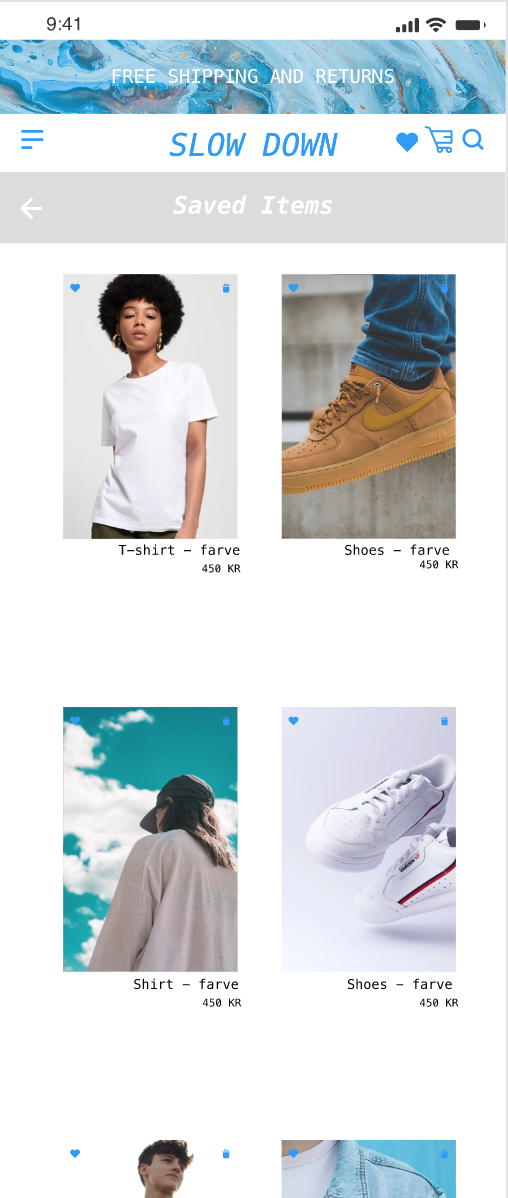 9:41
FREE SHIPPING AND RETURNS
SLOW DOWN
Saved Items
T-shirt - farve
450 KR
Shoes - farve
450 KR
Shirt - farve
450 KR
Shoes - farve
450 KR